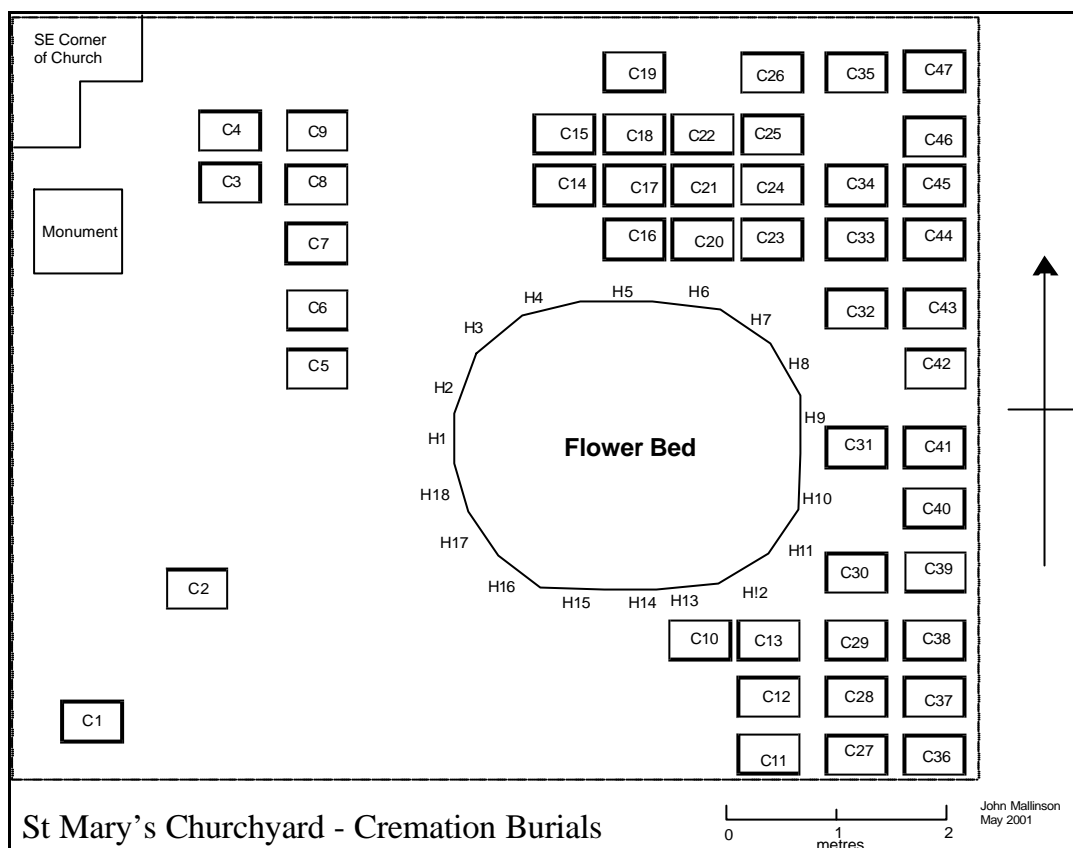 SE Corner
of Church
C19 C26 C35 C47
C4 C9 C15 C18 C22 C25 C46
C3 C8 C14 C17 C21 C24 C34 C45
Monument C7 C16 C20 C23 C33 C44
H4 H5 H6
C6 C32 C43
H3 H7
C5 H8 C42
H2
H1 Flower Bed H9 C31 C41
H18 H10 C40
H17 H11
C2 H16 C30 C39
H15 H14 H13 H!2
C10 C13 C29 C38
C12 C28 C37
C1
C11 C27 C36
St Mary's Churchyard - Cremation Burials
0 1 2
metres
John Mallinson
May 2001